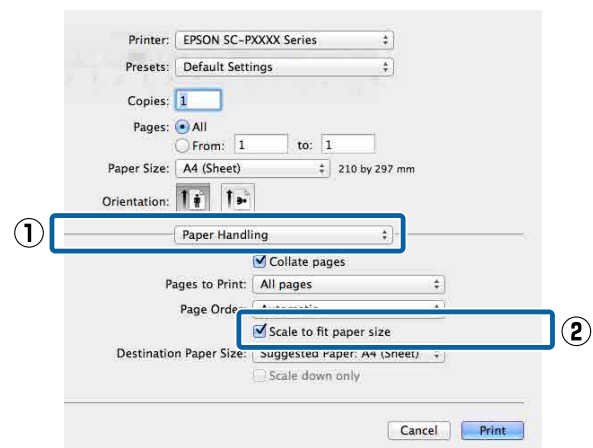 Printer: EPSON SC-PXXXX Series
Presets: Default Settings
Copies: 1
Pages: All
From: 1 to: 1
Paper Size: A4 (Sheet) 210 by 297 mm
Orientation:
1
Paper Handling
Collate pages
Pages to Print: All pages
Page Order: Automatic
Scale to fit paper size
2
Destination Paper Size: Suggested Paper: A4 (Sheet)
Scale down only
Cancel Print